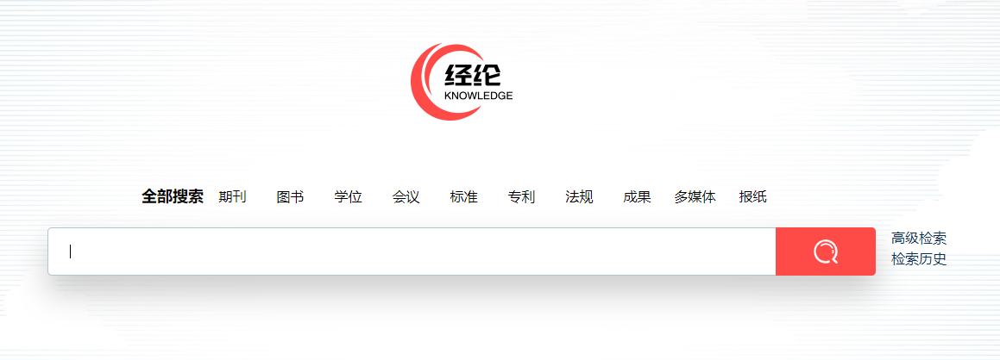 经纶
KNOWLEDGE
全部搜索 期刊 图书 学位 会议 标准 专利 法规 成果 多媒体 报纸
高级检索
检索历史